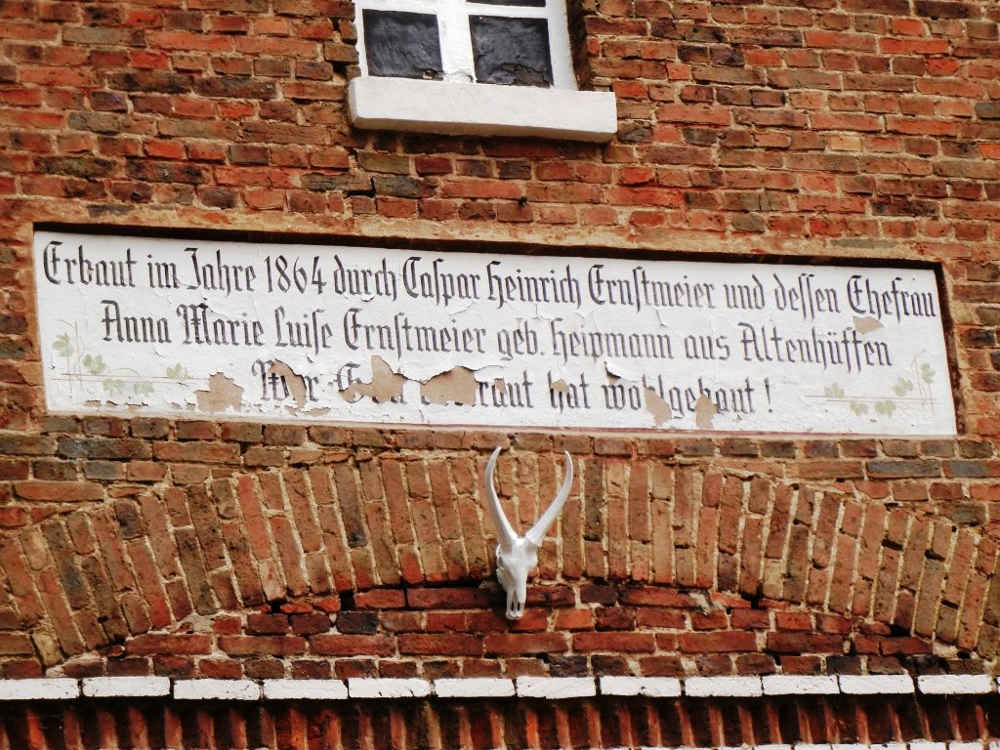 Erbaut im Jahre 1864 durch Caspar Heinrich Ernstmeier und dessen Ehefrau
Anna Marie Luise Ernstmeier geb. Heipmann aus Altenhüffen
Wer hat wohlgebaut!